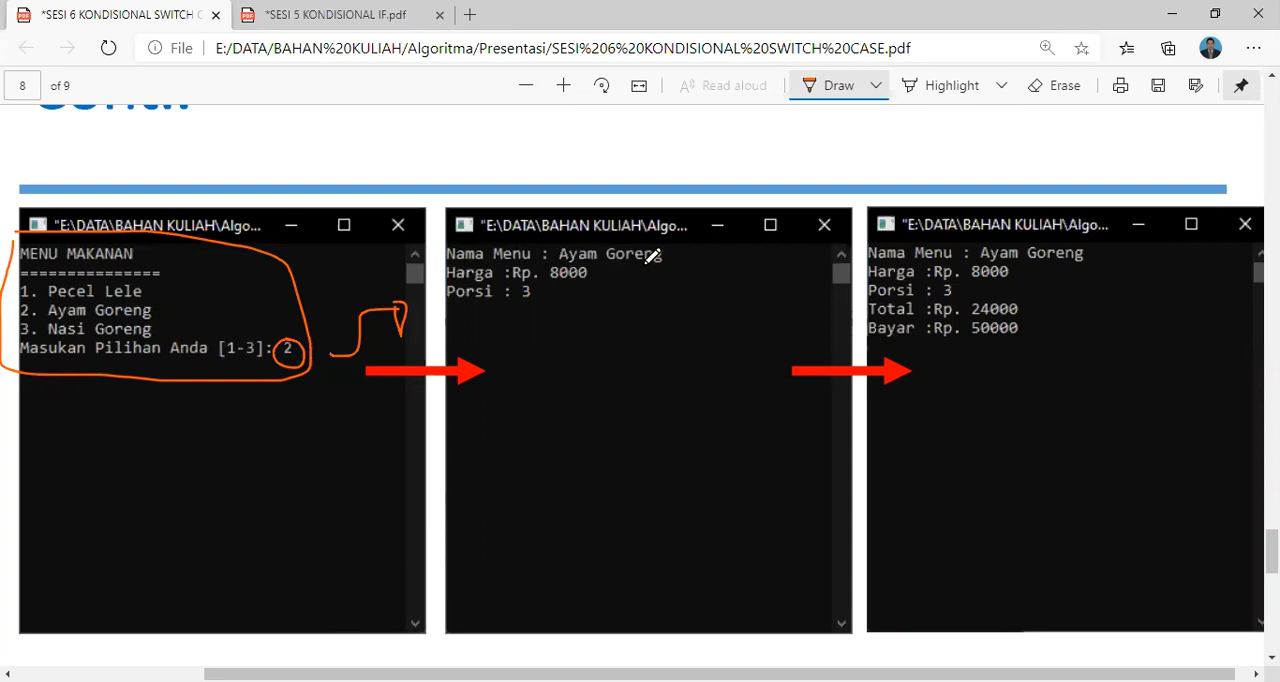 *SESI 6 KONDISIONAL SWITCH C
*SESI 5 KONDISIONAL IF.pdf
File
E:/DATA/BAHAN%20KULIAH/Algoritma/Presentasi/SESI%206%20KONDISIONAL%20SWITCH%20CASE.pdf
8 of 9
Read aloud
Draw
Highlight
Erase
"E:\DATA\BAHAN KULIAH\Algo...
MENU MAKANAN
===============
1. Pecel Lele
2. Ayam Goreng
3. Nasi Goreng
Masukan Pilihan Anda [1-3]: 2
"E:\DATA\BAHAN KULIAH\Algo...
Nama Menu : Ayam Goreng
Harga :Rp. 8000
Porsi : 3
"E:\DATA\BAHAN KULIAH\Algo...
Nama Menu : Ayam Goreng
Harga :Rp. 8000
Porsi : 3
Total :Rp. 24000
Bayar :Rp. 50000